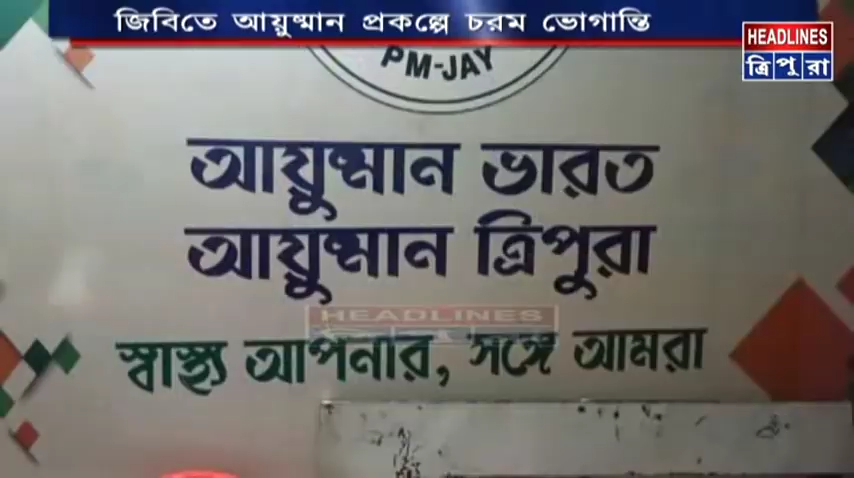 জিবিতে আয়ুষ্মান প্রকল্পে চরম ভোগান্তি
HEADLINES
ত্রিপুরা
PM-JAY
আয়ুষ্মান ভারত
আয়ুষ্মান ত্রিপুরা
HEADLINES
স্বাস্থ্য আপনার, সঙ্গে আমরা